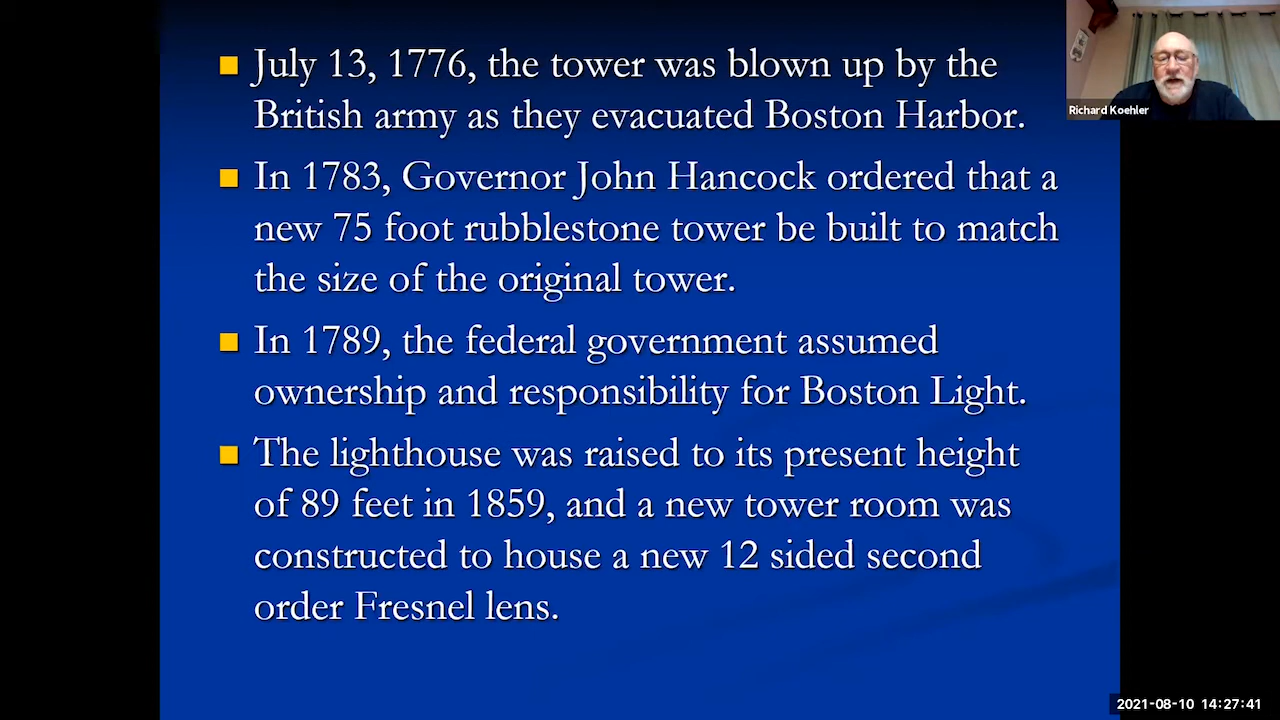 July 13, 1776, the tower was blown up by the
British army as they evacuated Boston Harbor.
In 1783, Governor John Hancock ordered that a
new 75 foot rubblestone tower be built to match
the size of the original tower.
In 1789, the federal government assumed
ownership and responsibility for Boston Light.
The lighthouse was raised to its present height
of 89 feet in 1859, and a new tower room was
constructed to house a new 12 sided second
order Fresnel lens.
Richard Koehler
2021-08-10 14:27:41